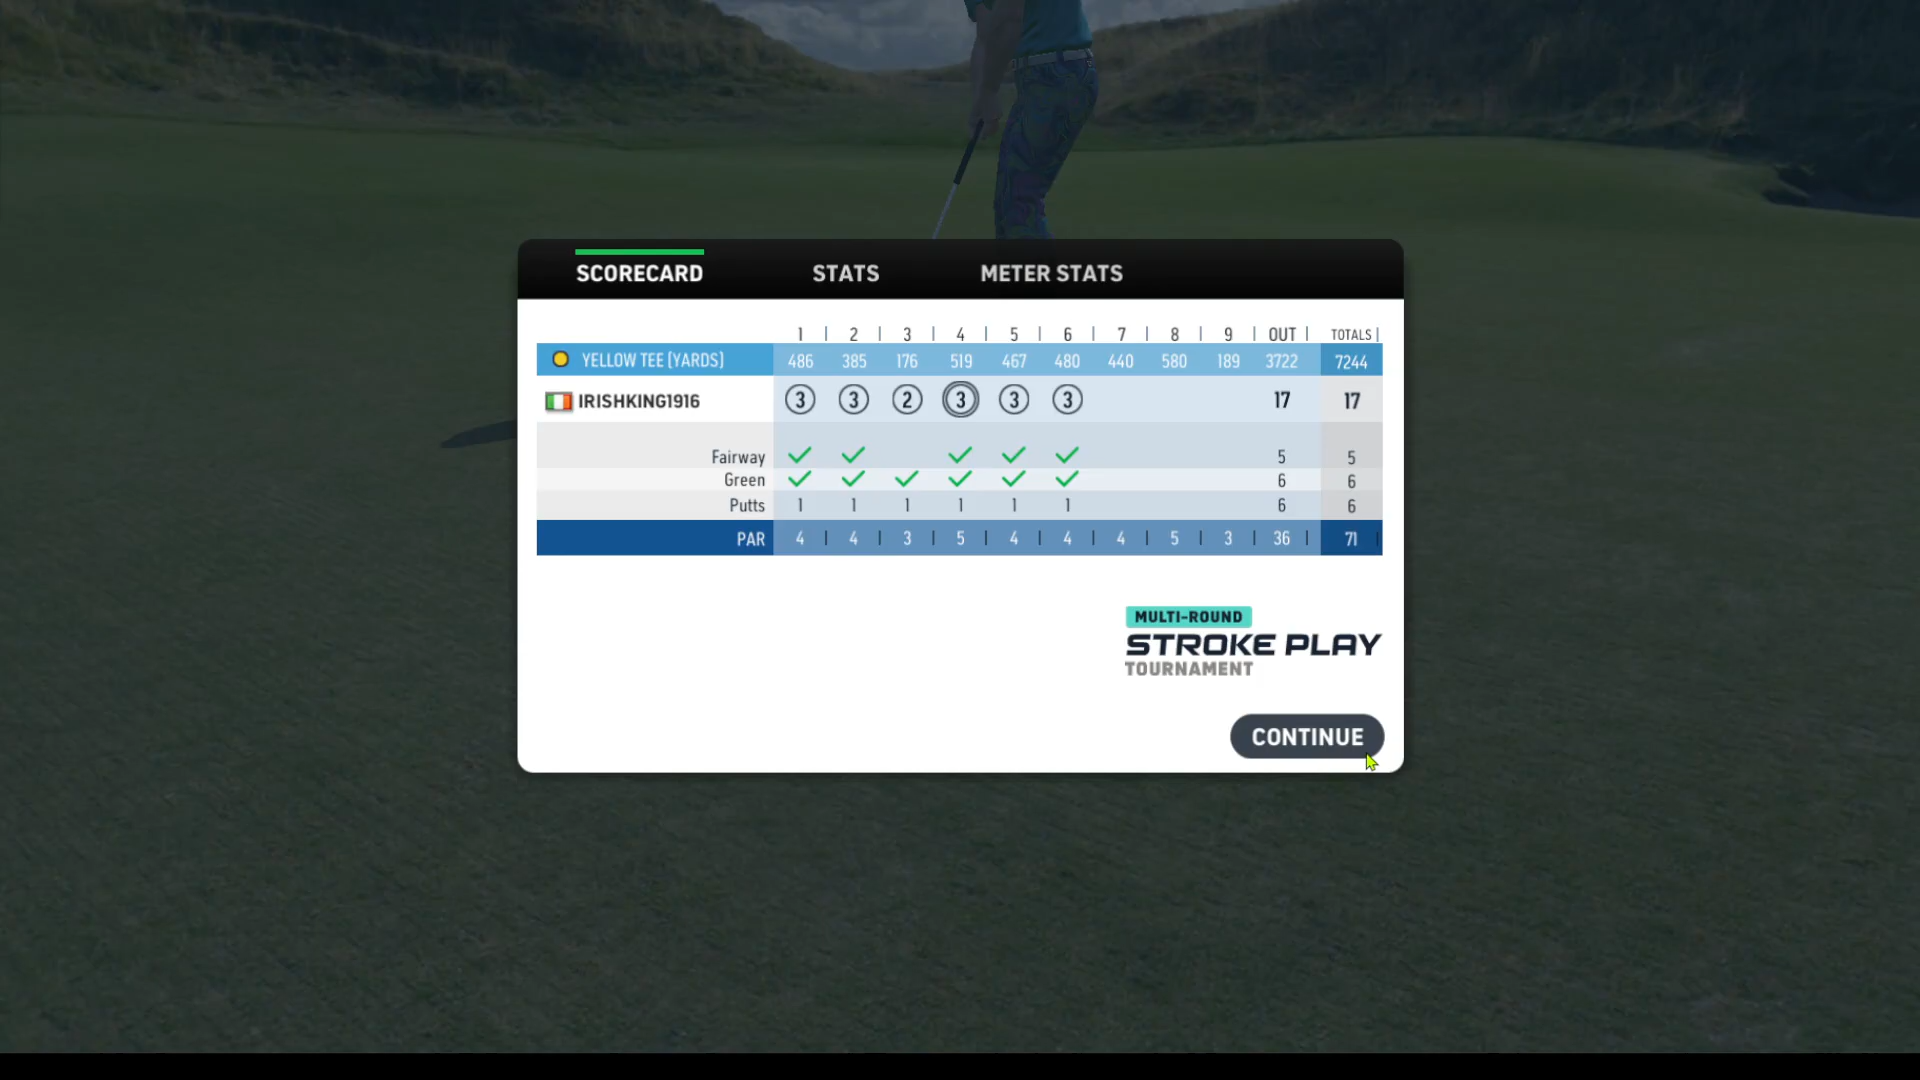 SCORECARD STATS METER STATS
1 | 2 | 3 | 4 | 5 | 6 | 7 | 8 | 9 | OUT | TOTALS |
YELLOW TEE (YARDS) 486 385 176 519 467 480 440 580 189 3722 7244
IRISHKING1916 3 3 2 3 3 3 17 17
Fairway 5 5
Green 6 6
Putts 1 1 1 1 1 1 6 6
PAR 4 | 4 | 3 | 5 | 4 | 4 | 4 | 5 | 3 | 36 | 71
MULTI-ROUND
STROKE PLAY
TOURNAMENT
CONTINUE